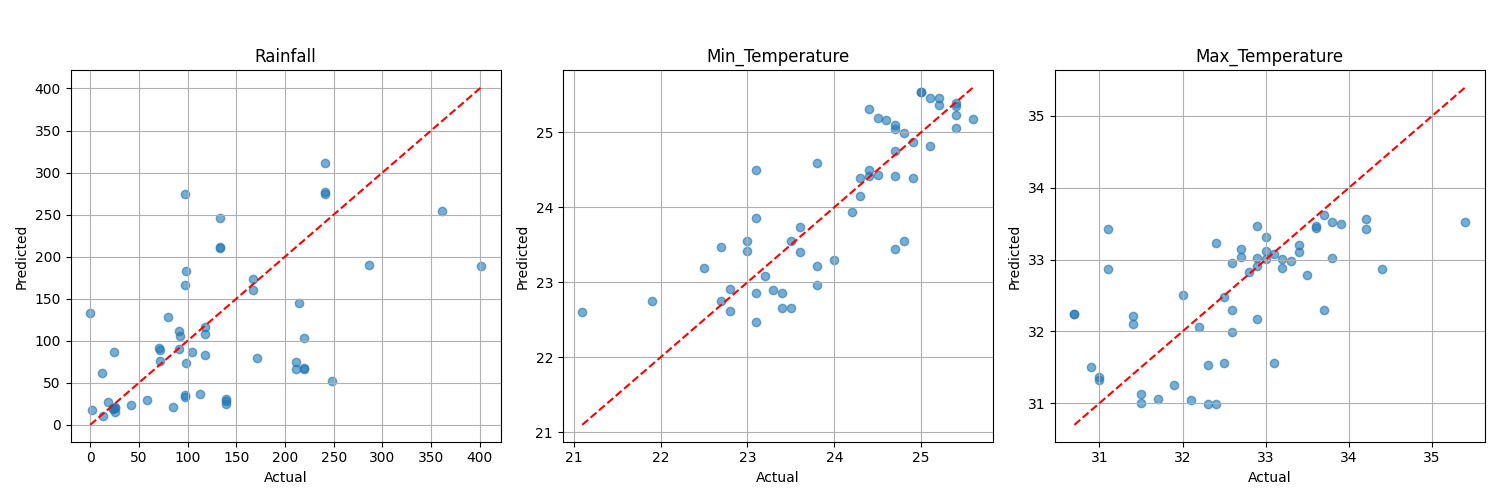 Rainfall
400
350
300
250
200
150
100
50
0
Predicted
0 50 100 150 200 250 300 350 400
Actual
Min_Temperature
25
24
23
22
21
Predicted
21 22 23 24 25
Actual
Max_Temperature
35
34
33
32
31
Predicted
31 32 33 34 35
Actual